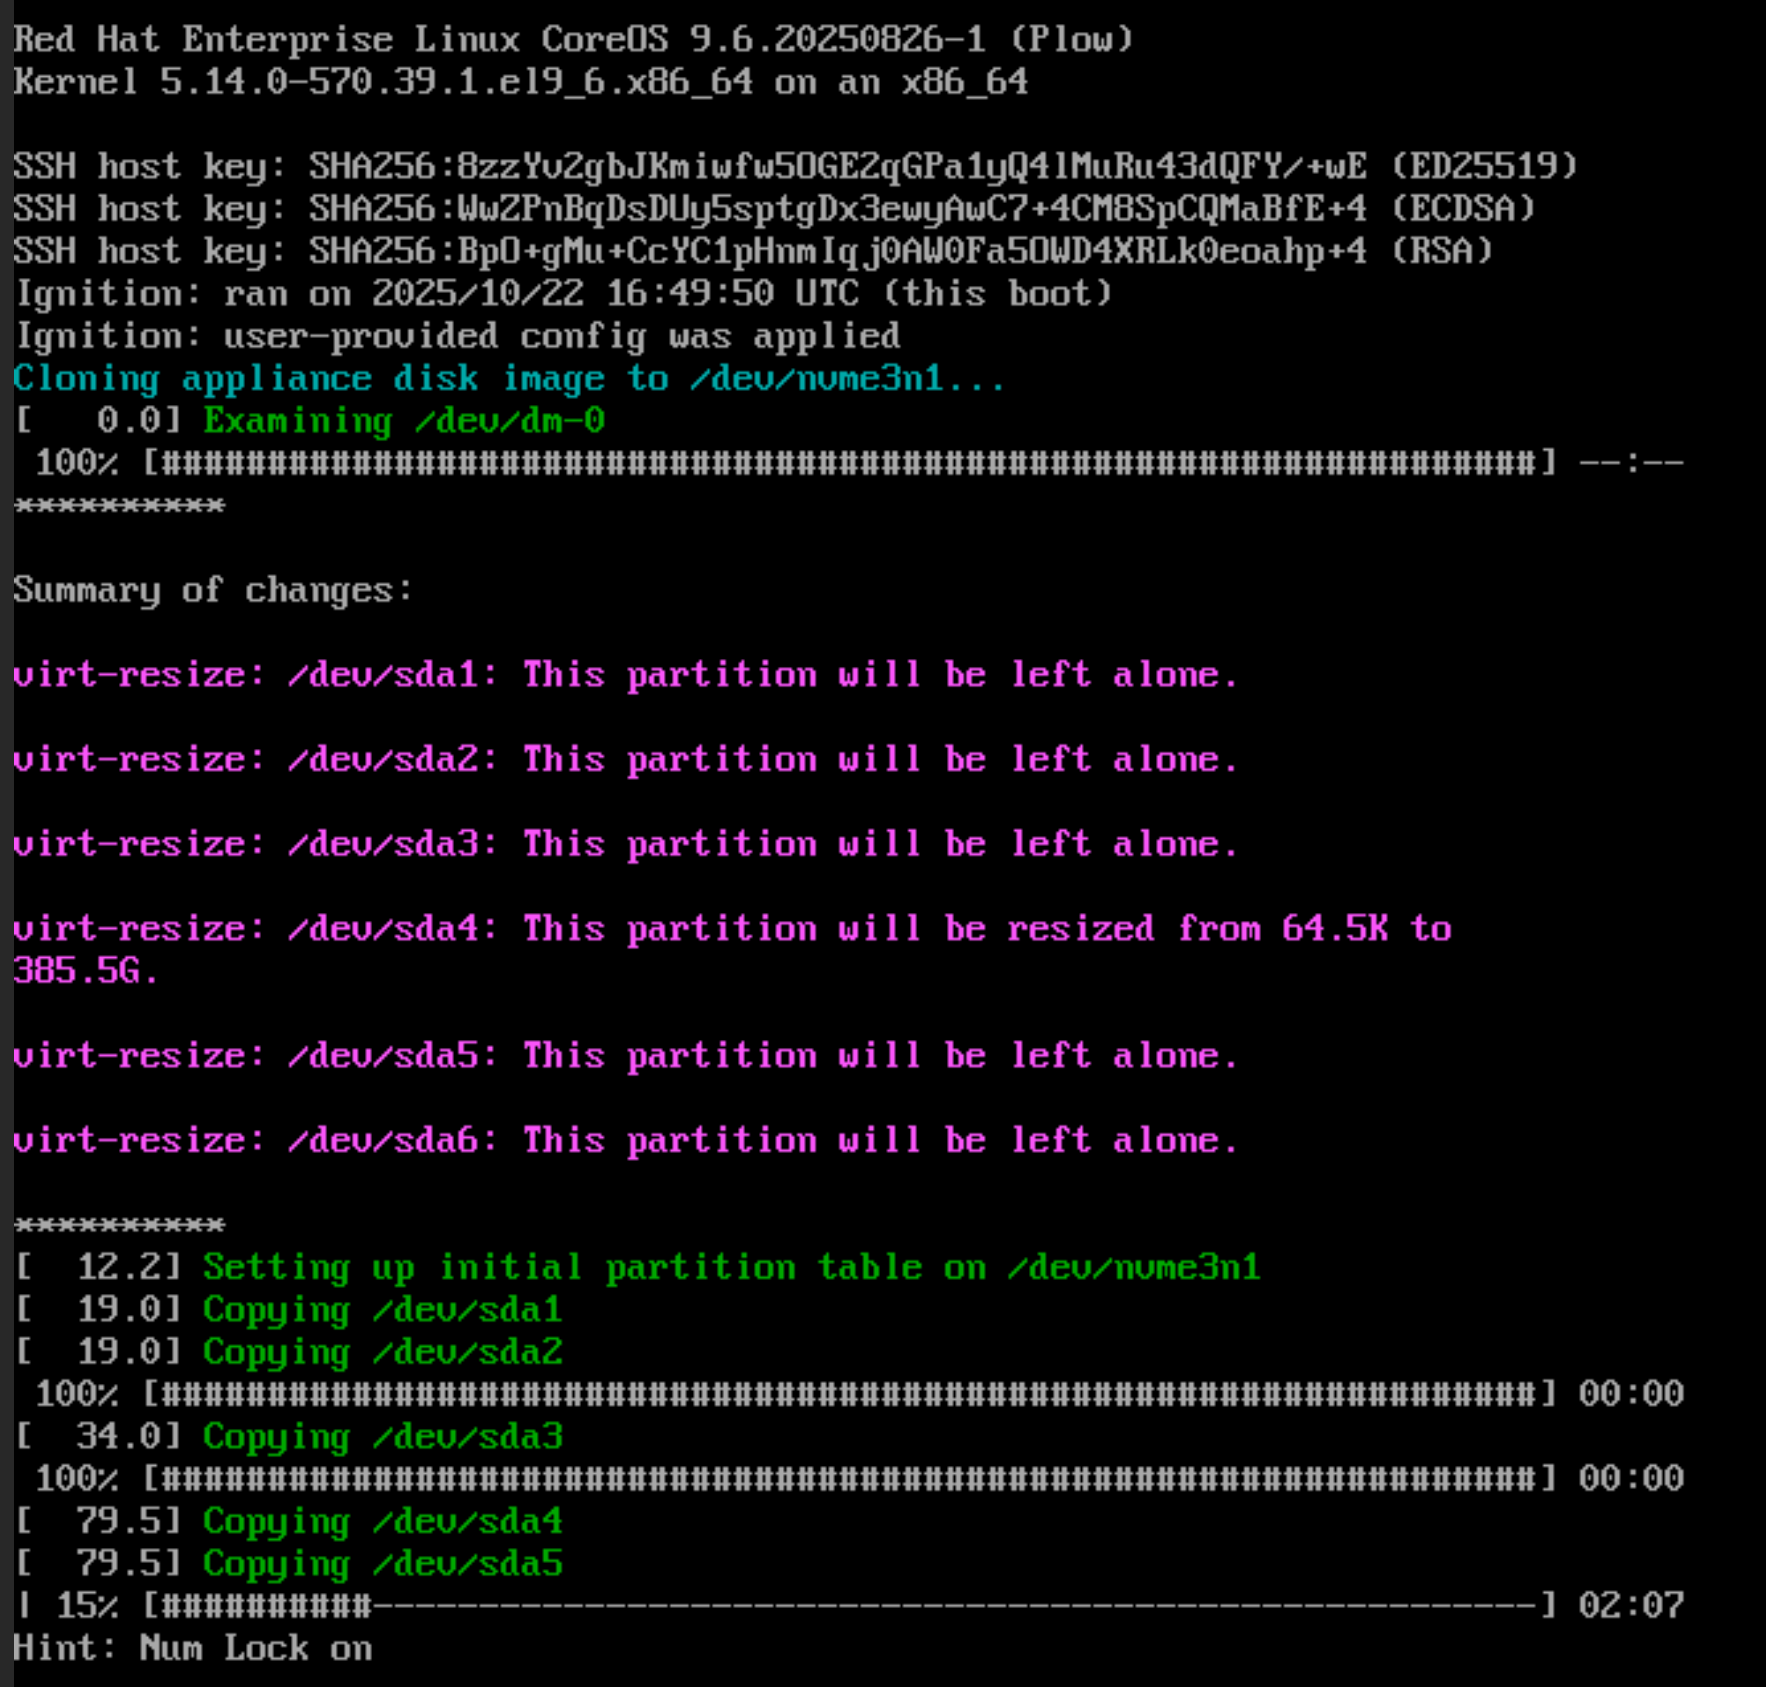 Red Hat Enterprise Linux CoreOS 9.6.20250826-1 (Plow)
Kernel 5.14.0-570.39.1.el9_6.x86_64 on an x86_64
SSH host key: SHA256:8zzYv2gbJKmiwfw5OGE2qGPa1yQ4lMuRu43dQFY/+wE (ED25519)
SSH host key: SHA256:WwZPnBqDsDUy5sptgDx3ewyAwC7+4CM8SpCQMaBfE+4 (ECDSA)
SSH host key: SHA256:BpO+gMu+CcYC1pHnmIqj0AW0Fa5OWD4XRLk0eoahp+4 (RSA)
Ignition: ran on 2025/10/22 16:49:50 UTC (this boot)
Ignition: user-provided config was applied
Cloning appliance disk image to /dev/nvme3n1...
[   0.0] Examining /dev/dm-0
 100% [#################################################################] --:--
**********
Summary of changes:
virt-resize: /dev/sda1: This partition will be left alone.
virt-resize: /dev/sda2: This partition will be left alone.
virt-resize: /dev/sda3: This partition will be left alone.
virt-resize: /dev/sda4: This partition will be resized from 64.5K to
385.5G.
virt-resize: /dev/sda5: This partition will be left alone.
virt-resize: /dev/sda6: This partition will be left alone.
**********
[  12.2] Setting up initial partition table on /dev/nvme3n1
[  19.0] Copying /dev/sda1
[  19.0] Copying /dev/sda2
 100% [#################################################################] 00:00
[  34.0] Copying /dev/sda3
 100% [#################################################################] 00:00
[  79.5] Copying /dev/sda4
[  79.5] Copying /dev/sda5
| 15% [##########-------------------------------------------------------] 02:07
Hint: Num Lock on